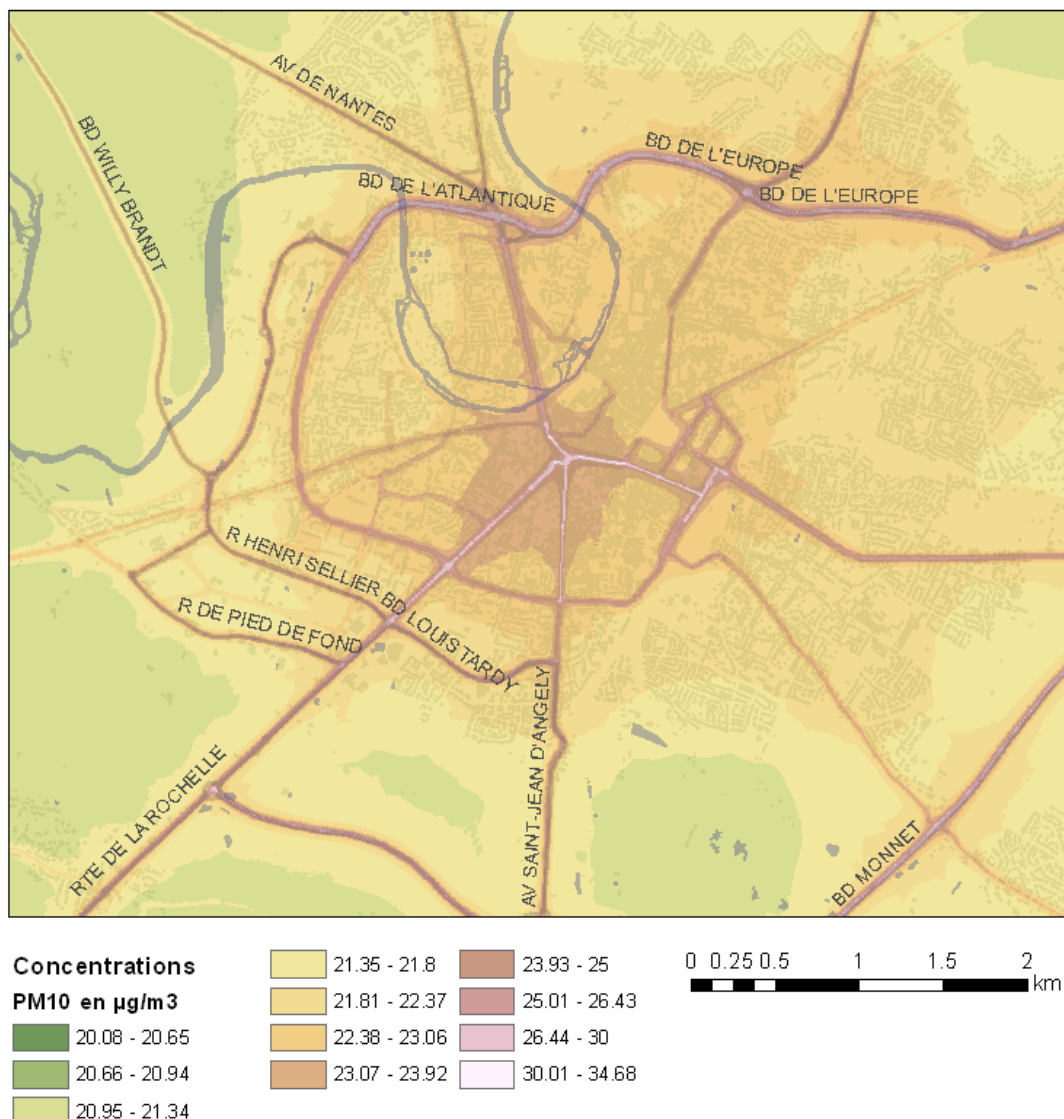 AV DE NANTES
BD WILLY BRANDT
BD DE L'EUROPE
BD DE L'ATLANTIQUE
BD DE L'EUROPE
R HENRI SELLIER BD LOUIS TARDY
R DE PIED DE FOND
AV SAINT-JEAN D'ANGELY
RTE DE LA ROCHELLE
BD MONNET
Concentrations
PM10 en µg/m3
20.08 - 20.65
20.66 - 20.94
20.95 - 21.34
21.35 - 21.8
21.81 - 22.37
22.38 - 23.06
23.07 - 23.92
23.93 - 25
25.01 - 26.43
26.44 - 30
30.01 - 34.68
0 0.25 0.5 1 1.5 2
km